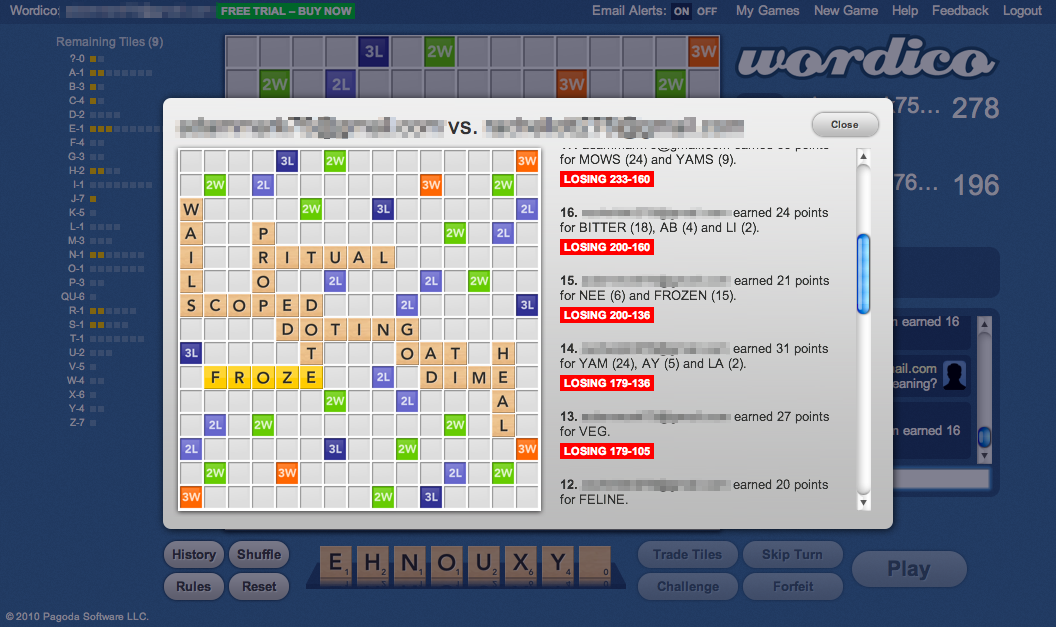 Wordico:
FREE TRIAL – BUY NOW
Email Alerts: ON OFF My Games New Game Help Feedback Logout
Remaining Tiles (9)
?-0
A-1
B-3
C-4
D-2
E-1
F-4
G-3
H-2
I-1
J-7
K-5
L-1
M-3
N-1
O-1
P-3
QU-6
R-1
S-1
T-1
U-2
V-5
W-4
X-6
Y-4
Z-7
3L 2W 3W
2W 2L 3W 2W
wordico
75... 278
76... 196
VS.
Close
3L 2W 3W
2W 2L 3W 2W
W 2W 3L 2L
A P 2W 2L
I R I T U A L
L O 2L 2L 2W
S C O P E D 2L 3L
D O T I N G
3L T O A T H
F R O Z E 2L D I M E
2W 2L A
2L 2W 2W L
2L 3L 2W 3W
2W 3W 2L 2W
3W 2W 3L
for MOWS (24) and YAMS (9).
LOSING 233-160
16. earned 24 points
for BITTER (18), AB (4) and LI (2).
LOSING 200-160
15. earned 21 points
for NEE (6) and FROZEN (15).
LOSING 200-136
14. earned 31 points
for YAM (24), AY (5) and LA (2).
LOSING 179-136
13. earned 27 points
for VEG.
LOSING 179-105
12. earned 20 points
for FELINE.
earned 16
ail.com
eaning?
earned 16
History Shuffle
Rules Reset
E1 H2 N1 O1 U2 X6 Y4 0
Trade Tiles Skip Turn
Challenge Forfeit
Play
© 2010 Pagoda Software LLC.